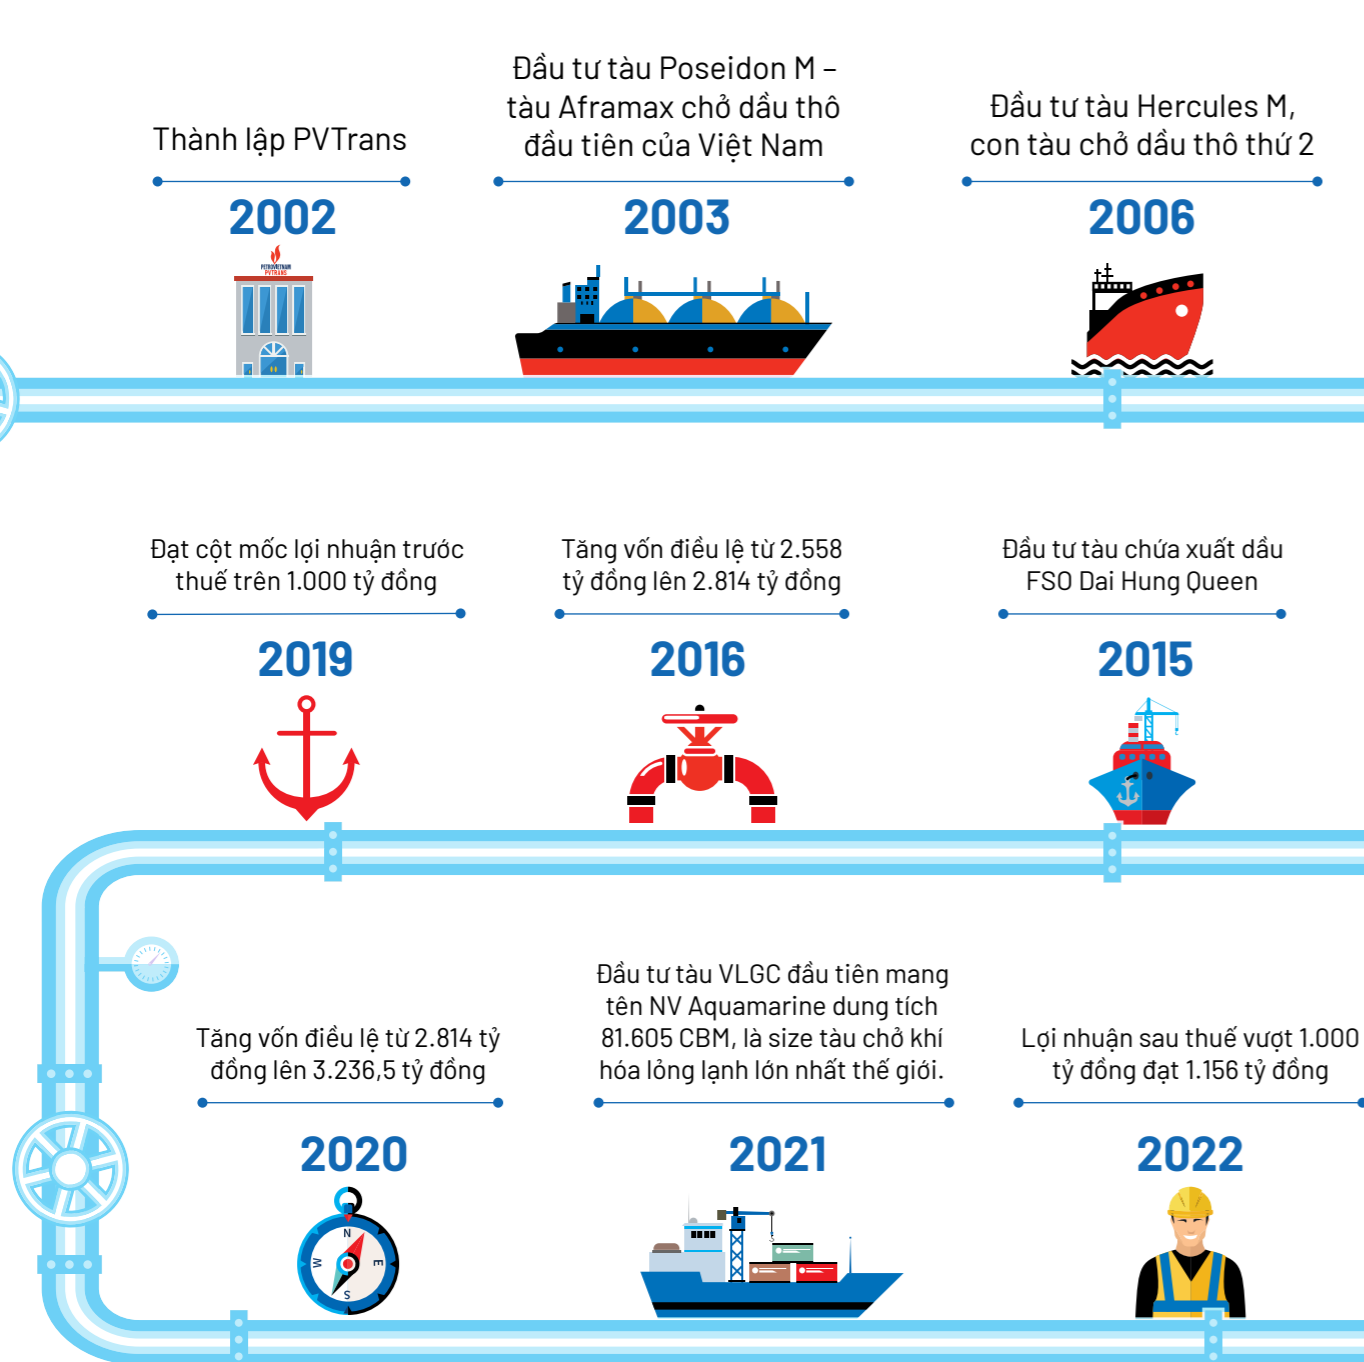 Thành lập PVTrans
2002
PETROVIETNAM
PVTRANS
Đầu tư tàu Poseidon M –
tàu Aframax chở dầu thô
đầu tiên của Việt Nam
2003
Đầu tư tàu Hercules M,
con tàu chở dầu thô thứ 2
2006
Đạt cột mốc lợi nhuận trước
thuế trên 1.000 tỷ đồng
2019
Tăng vốn điều lệ từ 2.558
tỷ đồng lên 2.814 tỷ đồng
2016
Đầu tư tàu chứa xuất dầu
FSO Dai Hung Queen
2015
Tăng vốn điều lệ từ 2.814 tỷ
đồng lên 3.236,5 tỷ đồng
2020
N
E
S
W
Đầu tư tàu VLGC đầu tiên mang
tên NV Aquamarine dung tích
81.605 CBM, là size tàu chở khí
hóa lỏng lạnh lớn nhất thế giới.
2021
Lợi nhuận sau thuế vượt 1.000
tỷ đồng đạt 1.156 tỷ đồng
2022